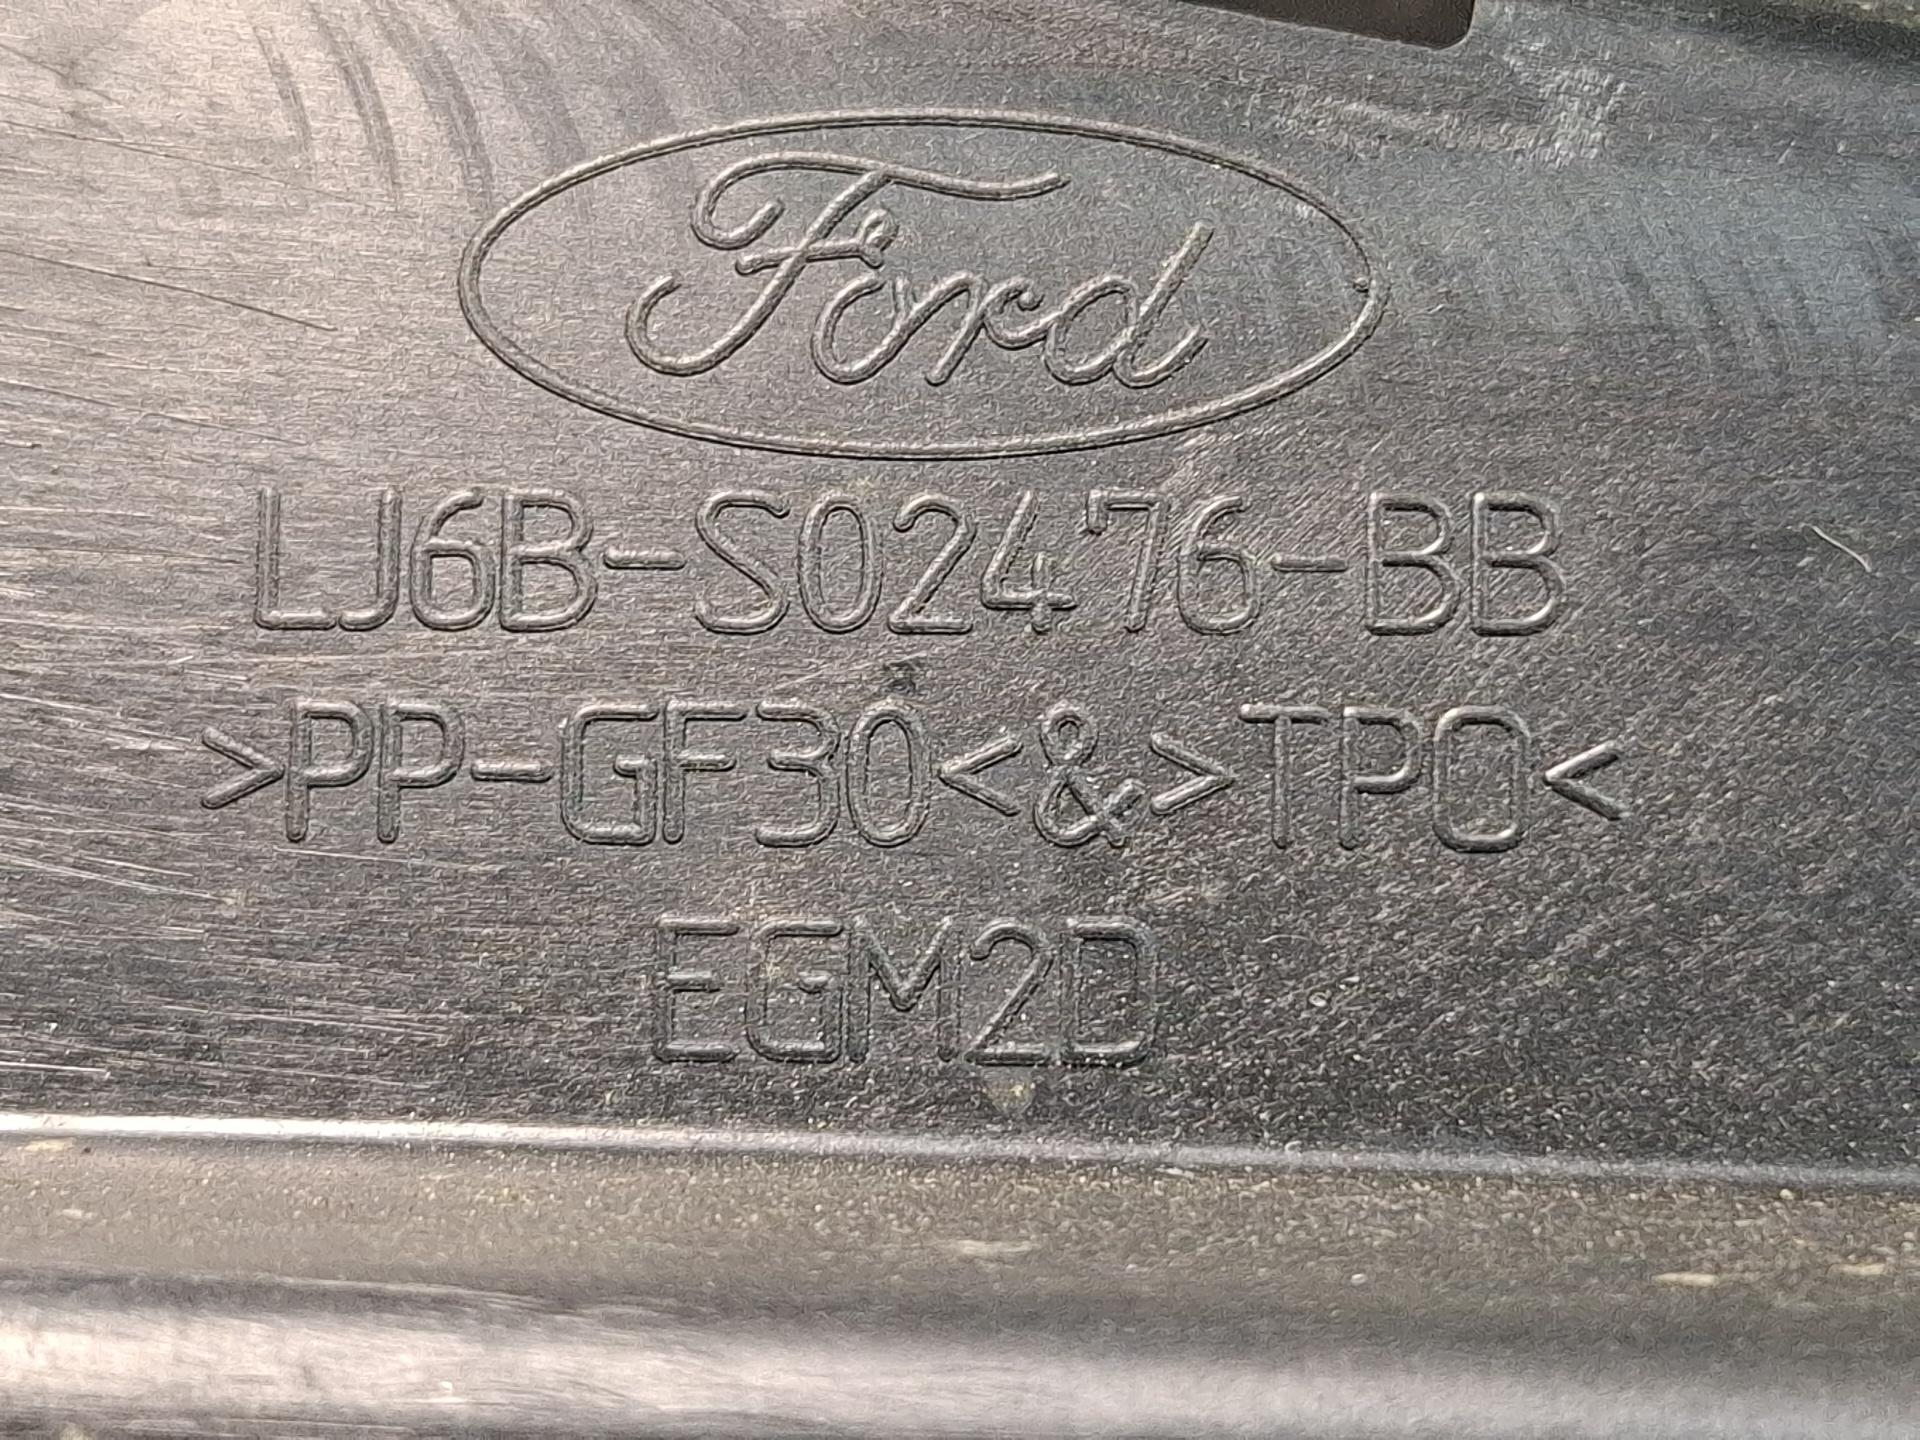 Ford
LJ6B-S02476-BB
>PP-GF30<&>TPO<
EGM2D